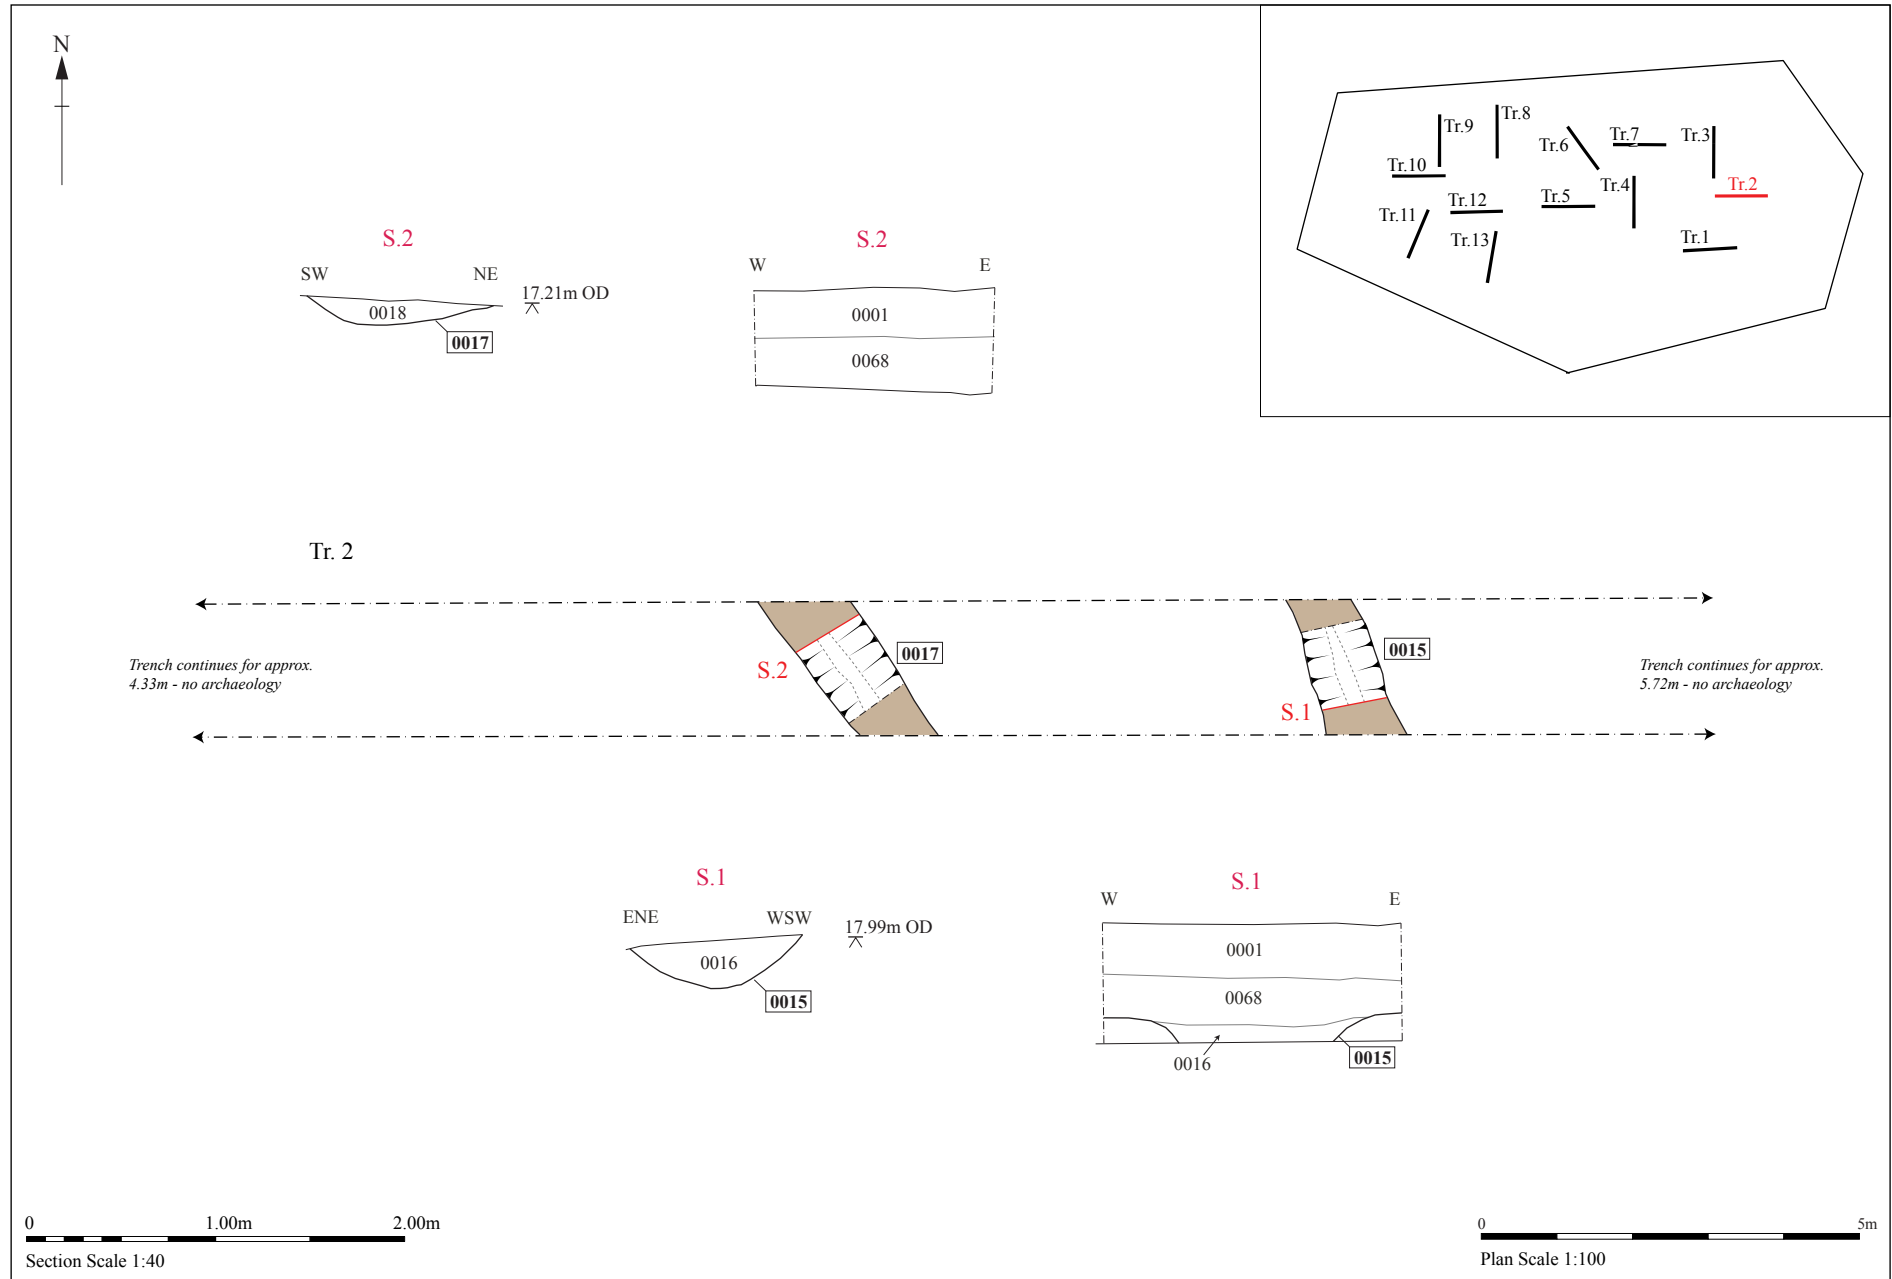 N
Tr.8
Tr.9
Tr.7
Tr.3
Tr.6
Tr.10
Tr.4
Tr.2
Tr.5
Tr.12
Tr.11
Tr.13
Tr.1
S.2
SW
NE
17.21m OD
0018
0017
S.2
W
E
0001
0068
Tr. 2
0017
0015
Trench continues for approx.
4.33m - no archaeology
S.2
S.1
Trench continues for approx.
5.72m - no archaeology
S.1
ENE
WSW
17.99m OD
0016
0015
S.1
W
E
0001
0068
0016
0015
0
1.00m
2.00m
Section Scale 1:40
0
5m
Plan Scale 1:100